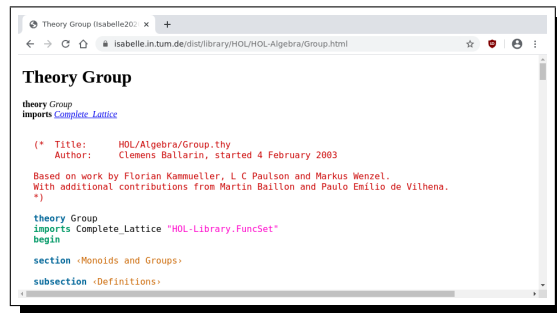 Theory Group (Isabelle202
isabelle.in.tum.de/dist/library/HOL/HOL-Algebra/Group.html
Theory Group
theory Group
imports Complete_Lattice
(*  Title:      HOL/Algebra/Group.thy
    Author:     Clemens Ballarin, started 4 February 2003
Based on work by Florian Kammueller, L C Paulson and Markus Wenzel.
With additional contributions from Martin Baillon and Paulo Emílio de Vilhena.
*)
theory Group
imports Complete_Lattice "HOL-Library.FuncSet"
begin
section ‹Monoids and Groups›
subsection ‹Definitions›